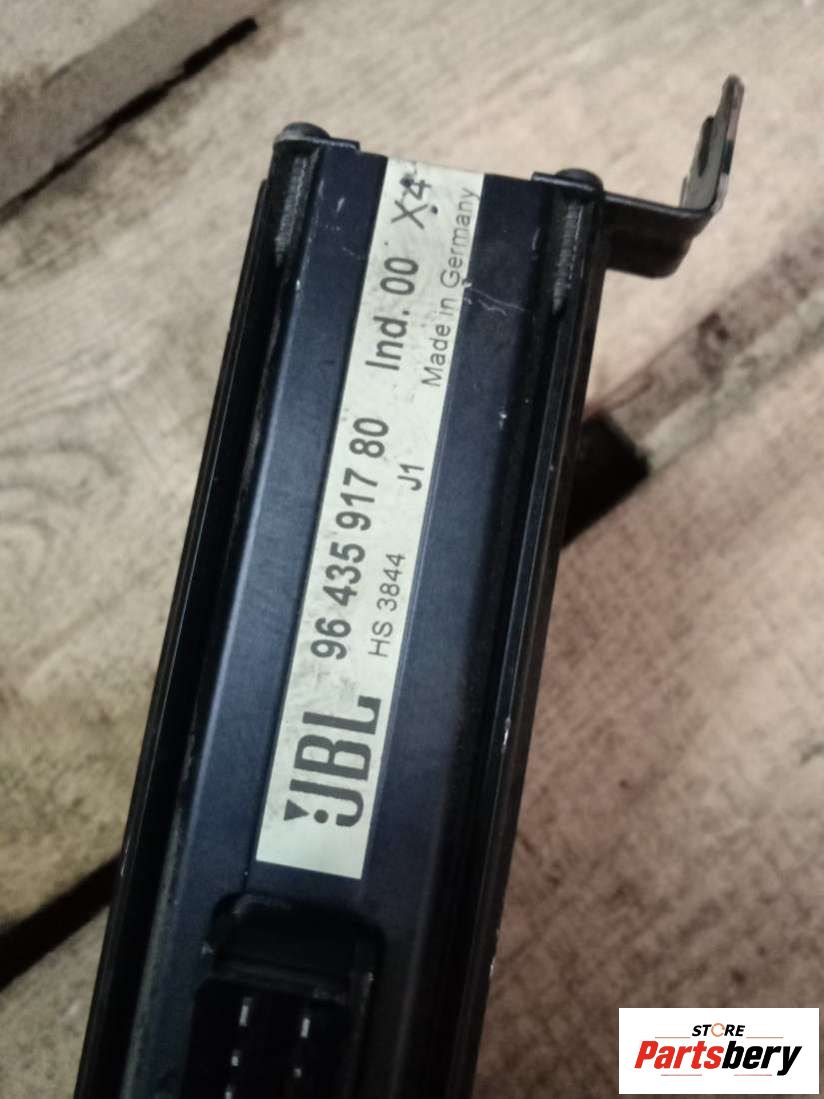 JBL 96 435 917 80 Ind. 00 X4
HS 3844 J1 Made in Germany
STORE
Partsbery